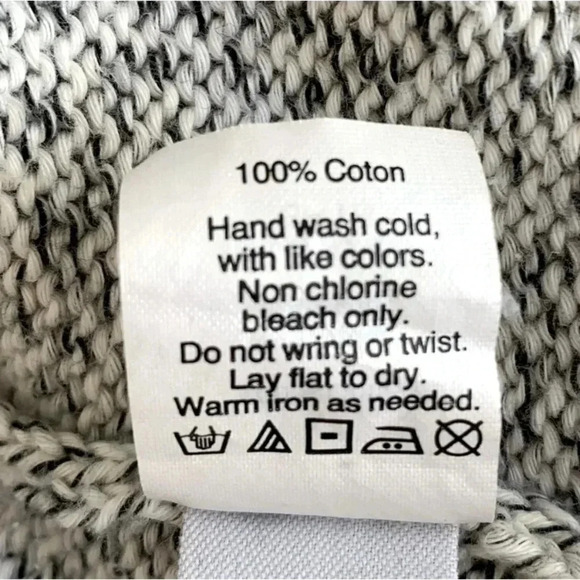 100% Coton
Hand wash cold,
with like colors.
Non chlorine
bleach only.
Do not wring or twist.
Lay flat to dry.
Warm iron as needed.